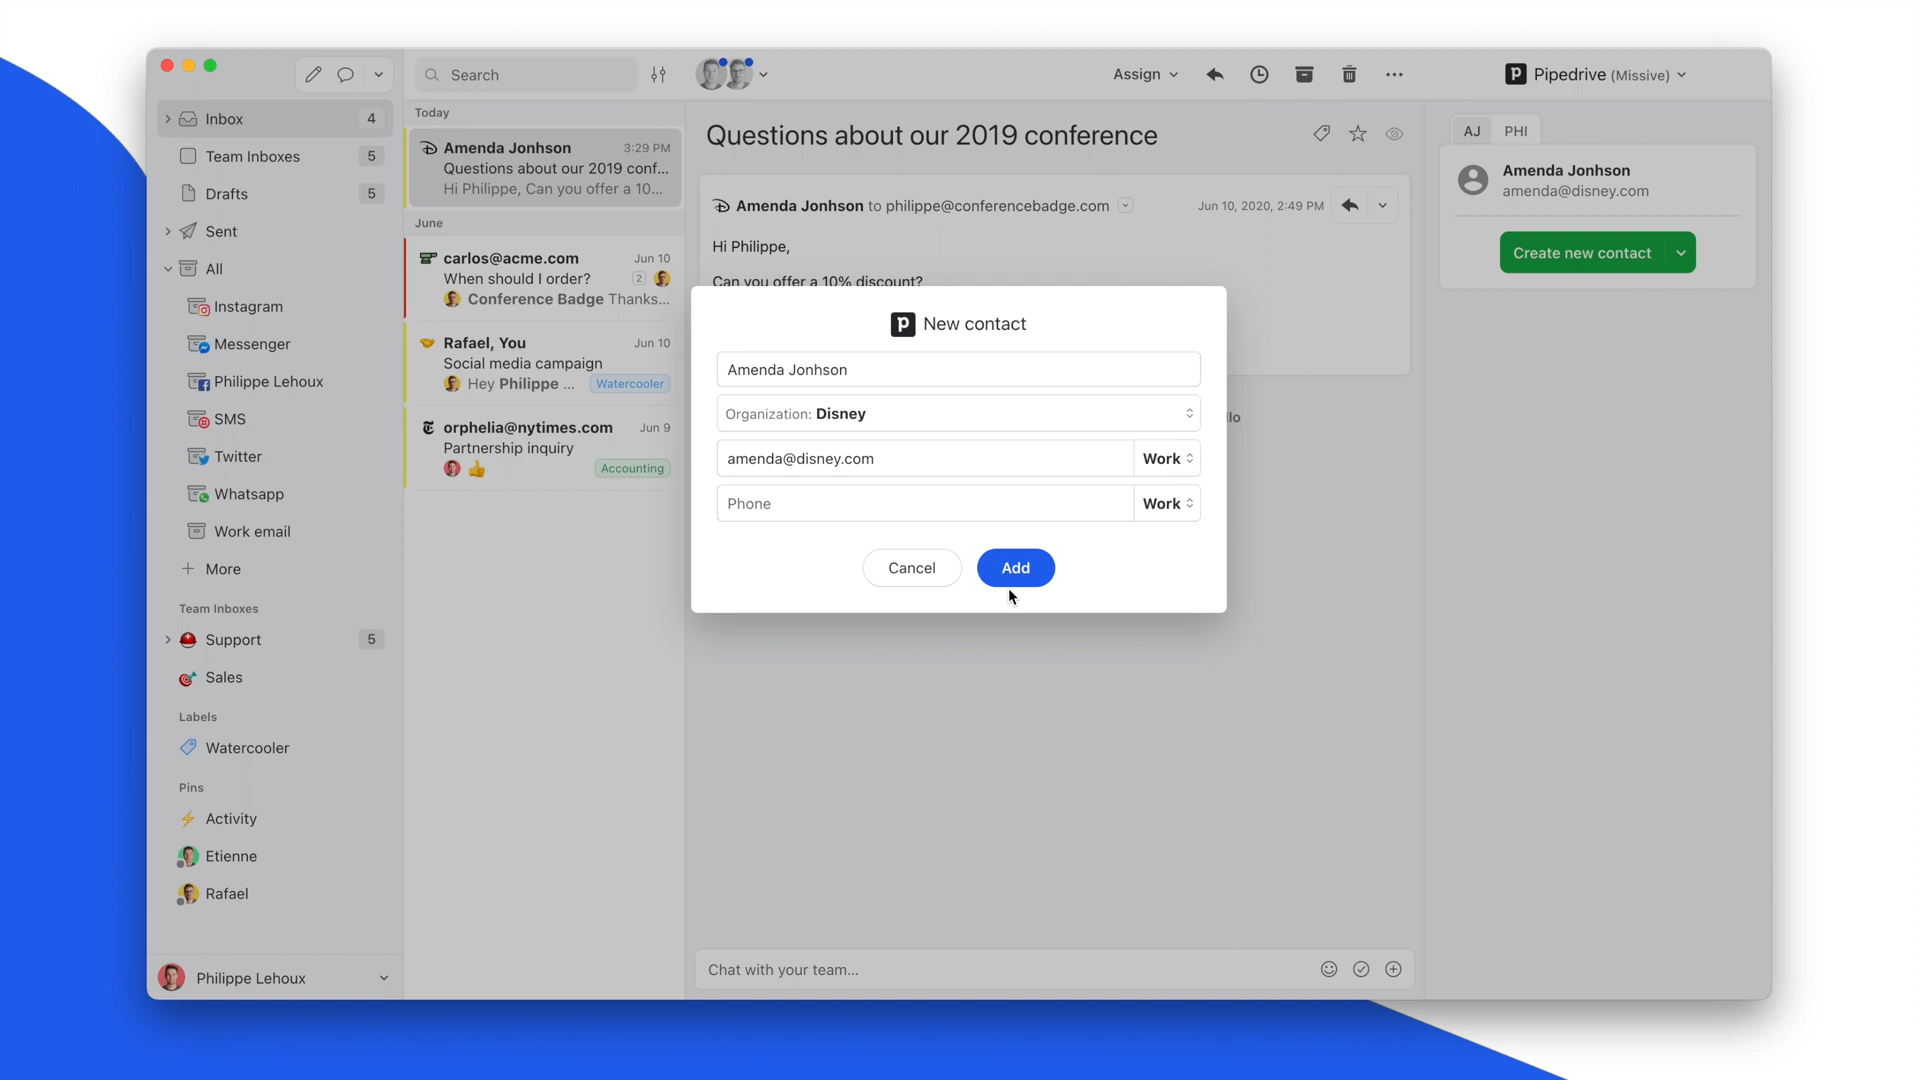 Search
Assign
Pipedrive (Missive)
Inbox 4
Team Inboxes 5
Drafts 5
Sent
All
Instagram
Messenger
Philippe Lehoux
SMS
Twitter
Whatsapp
Work email
More
Team Inboxes
Support 5
Sales
Labels
Watercooler
Pins
Activity
Etienne
Rafael
Philippe Lehoux
Today
Amenda Jonhson 3:29 PM
Questions about our 2019 conf...
Hi Philippe, Can you offer a 10...
June
carlos@acme.com Jun 10
When should I order? 2
Conference Badge Thanks...
Rafael, You Jun 10
Social media campaign
Hey Philippe ... Watercooler
orphelia@nytimes.com Jun 9
Partnership inquiry
Accounting
Questions about our 2019 conference
Amenda Jonhson to philippe@conferencebadge.com Jun 10, 2020, 2:49 PM
Hi Philippe,
Can you offer a 10% discount?
llo
New contact
Amenda Jonhson
Organization: Disney
amenda@disney.com Work
Phone Work
Cancel Add
Chat with your team...
AJ PHI
Amenda Jonhson
amenda@disney.com
Create new contact